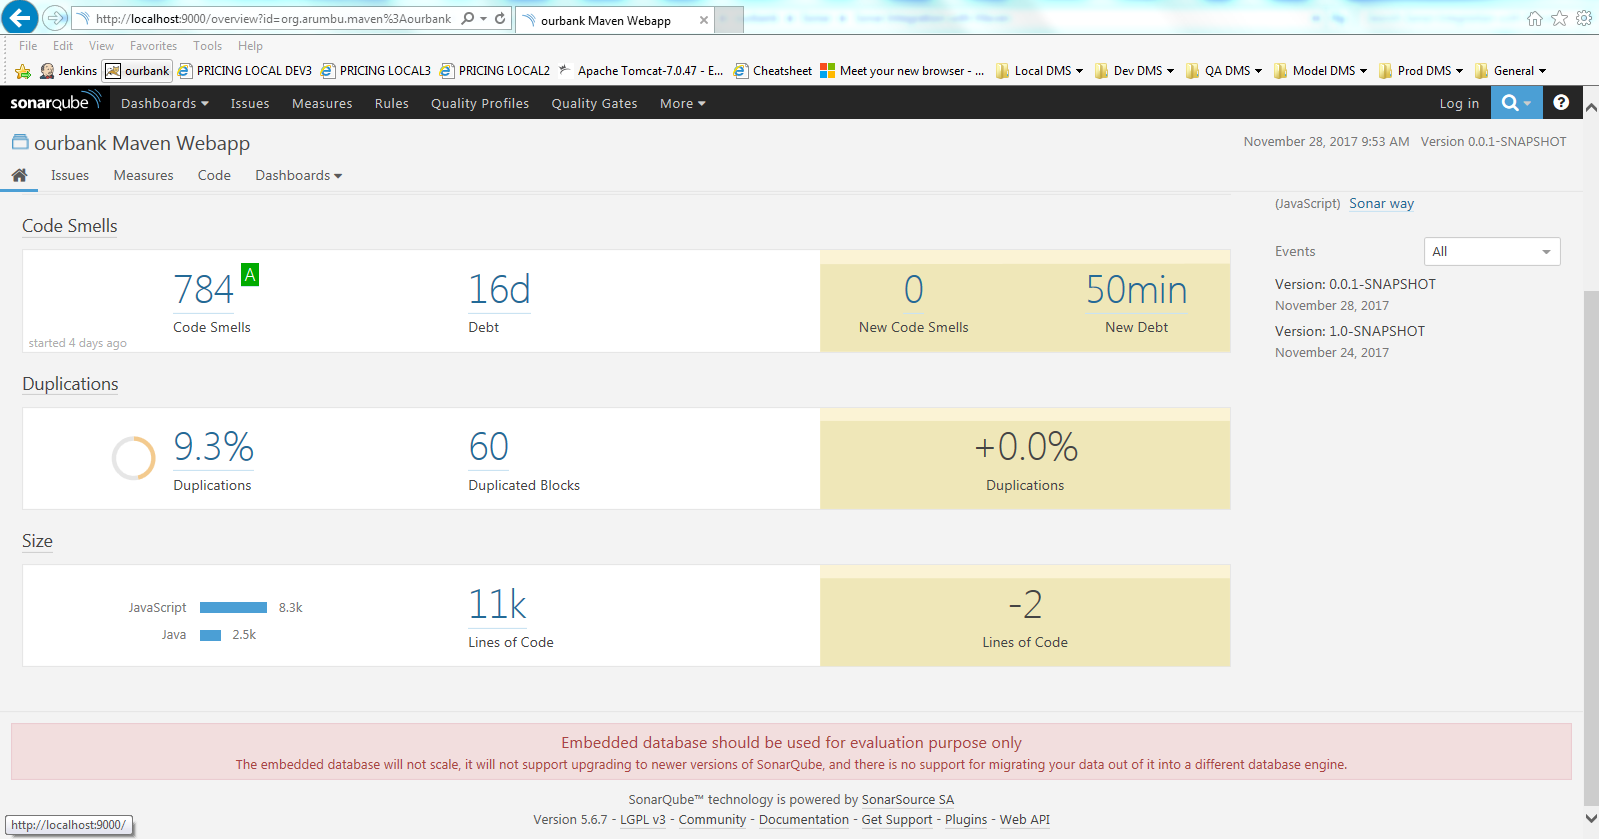 http://localhost:9000/overview?id=org.arumbu.maven%3Aourbank
ourbank Maven Webapp
File Edit View Favorites Tools Help
Jenkins ourbank PRICING LOCAL DEV3 PRICING LOCAL3 PRICING LOCAL2 Apache Tomcat-7.0.47 - E... Cheatsheet Meet your new browser - ... Local DMS Dev DMS QA DMS Model DMS Prod DMS General
sonarqube Dashboards Issues Measures Rules Quality Profiles Quality Gates More Log in
ourbank Maven Webapp
November 28, 2017 9:53 AM Version 0.0.1-SNAPSHOT
Issues Measures Code Dashboards
(JavaScript) Sonar way
Code Smells
784 A 16d 0 50min
Code Smells Debt New Code Smells New Debt
started 4 days ago
Events All
Version: 0.0.1-SNAPSHOT
November 28, 2017
Version: 1.0-SNAPSHOT
November 24, 2017
Duplications
9.3% 60 +0.0%
Duplications Duplicated Blocks Duplications
Size
JavaScript 8.3k
Java 2.5k
11k -2
Lines of Code Lines of Code
Embedded database should be used for evaluation purpose only
The embedded database will not scale, it will not support upgrading to newer versions of SonarQube, and there is no support for migrating your data out of it into a different database engine.
SonarQube™ technology is powered by SonarSource SA
Version 5.6.7 - LGPL v3 - Community - Documentation - Get Support - Plugins - Web API
http://localhost:9000/